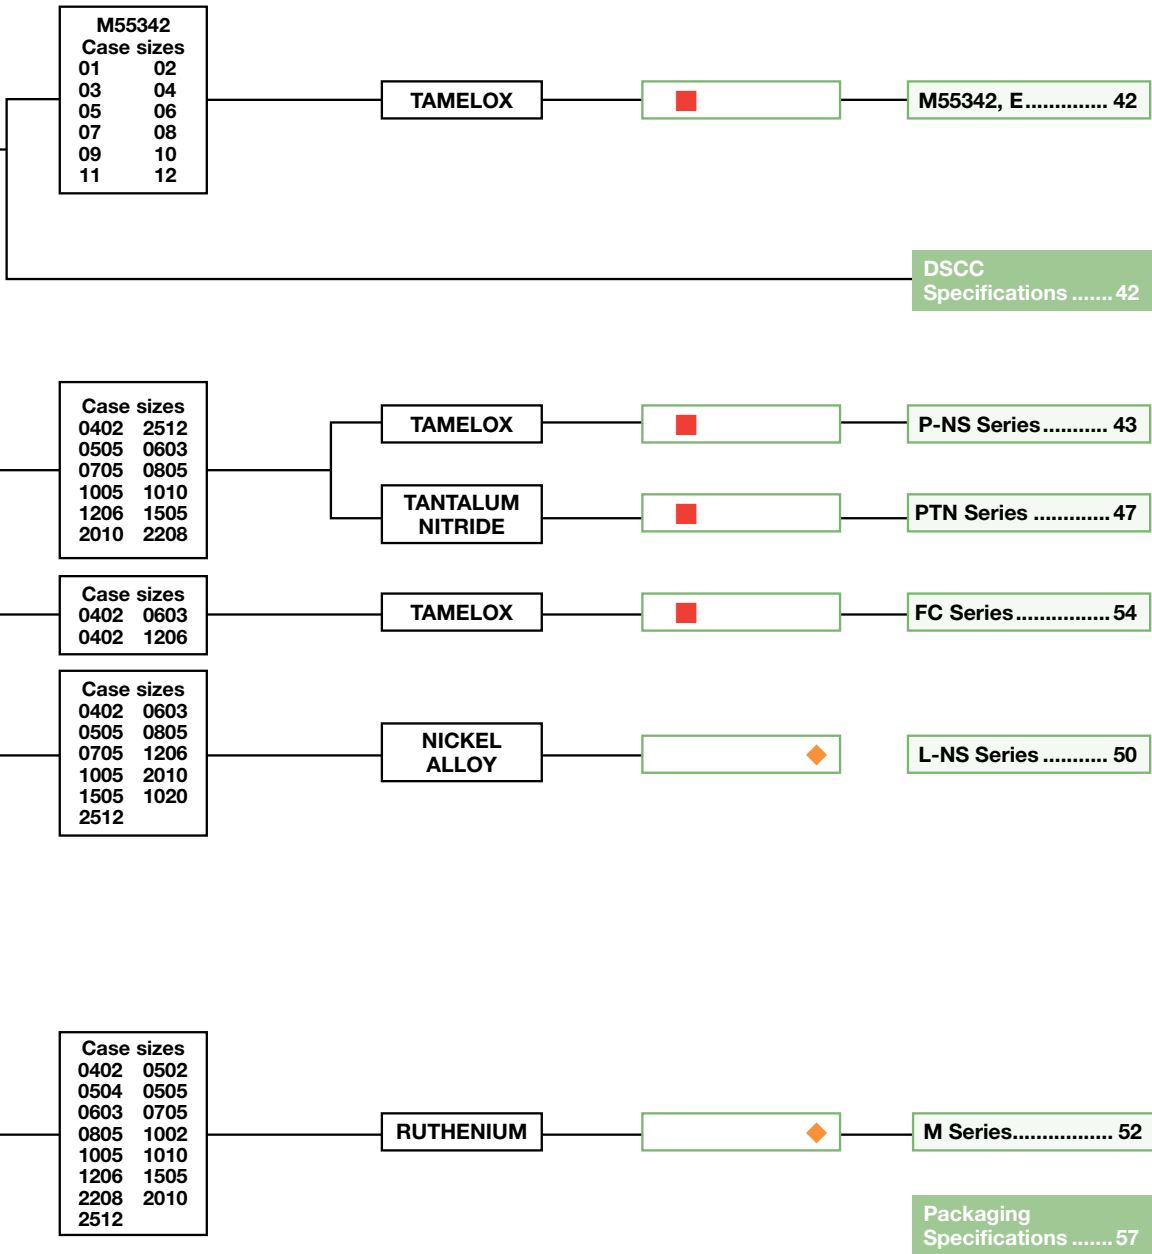 M55342
Case sizes
01 02
03 04
05 06
07 08
09 10
11 12
TAMELOX
M55342, E.............. 42
DSCC
Specifications .......42
Case sizes
0402 2512
0505 0603
0705 0805
1005 1010
1206 1505
2010 2208
TAMELOX
P-NS Series........... 43
TANTALUM
NITRIDE
PTN Series .............47
Case sizes
0402 0603
0402 1206
TAMELOX
FC Series................54
Case sizes
0402 0603
0505 0805
0705 1206
1005 2010
1505 1020
2512
NICKEL
ALLOY
L-NS Series ........... 50
Case sizes
0402 0502
0504 0505
0603 0705
0805 1002
1005 1010
1206 1505
2208 2010
2512
RUTHENIUM
M Series................. 52
Packaging
Specifications .......57